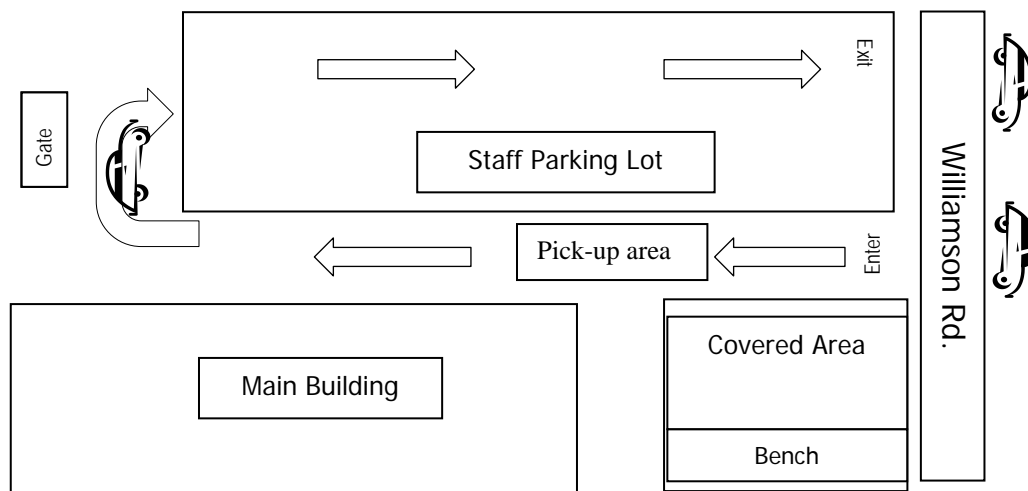 Exit
Gate
Staff Parking Lot
Williamson Rd.
Pick-up area
Enter
Covered Area
Main Building
Bench